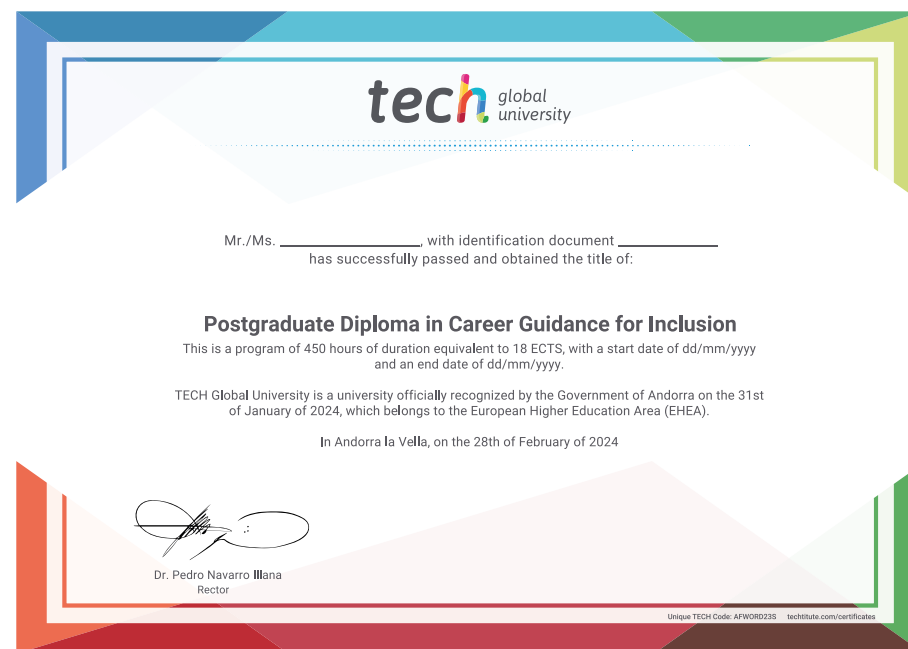 tech global university
Mr./Ms. ____________________, with identification document ______________
has successfully passed and obtained the title of:
Postgraduate Diploma in Career Guidance for Inclusion
This is a program of 450 hours of duration equivalent to 18 ECTS, with a start date of dd/mm/yyyy
and an end date of dd/mm/yyyy.
TECH Global University is a university officially recognized by the Government of Andorra on the 31st
of January of 2024, which belongs to the European Higher Education Area (EHEA).
In Andorra la Vella, on the 28th of February of 2024
Dr. Pedro Navarro Illana
Rector
Unique TECH Code: AFWORD23S techtitute.com/certificates